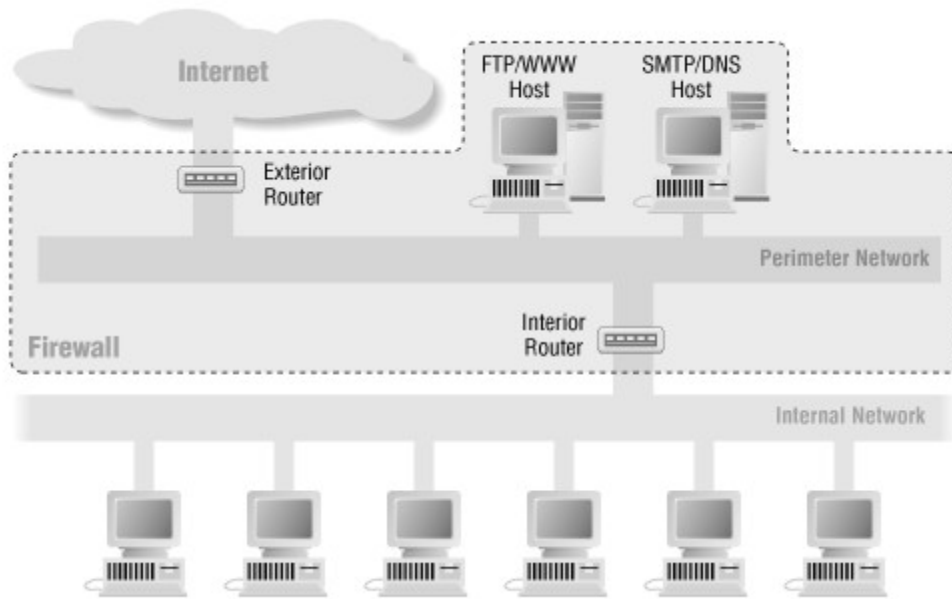 Internet
FTP/WWW
Host
SMTP/DNS
Host
Exterior
Router
Perimeter Network
Interior
Router
Firewall
Internal Network